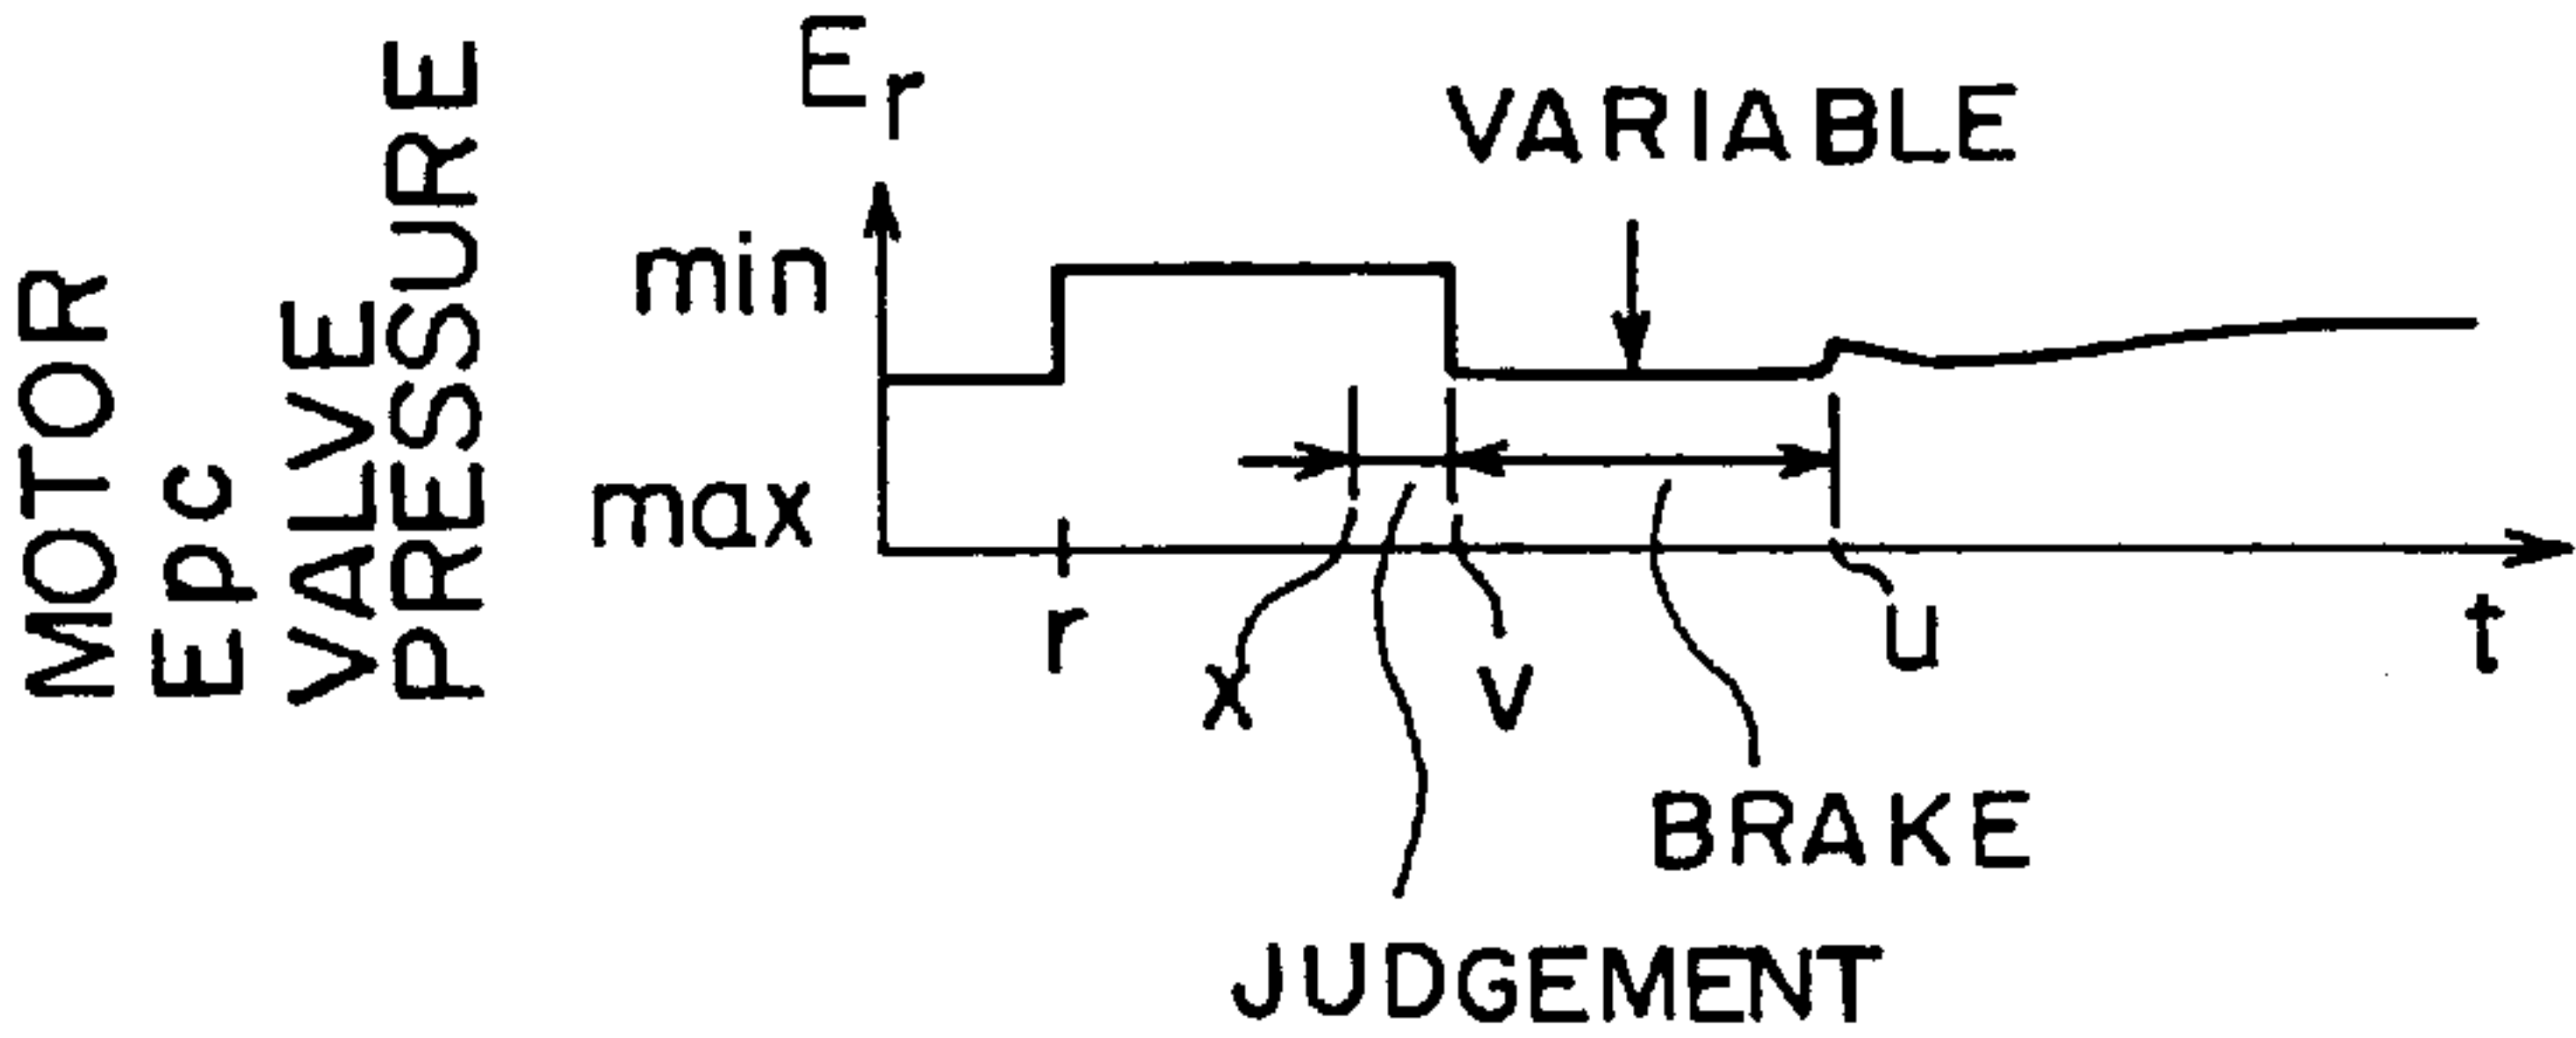 MOTOR
Epc
VALVE
PRESSURE
Er
min
max
VARIABLE
r
x
v
u
t
BRAKE
JUDGEMENT